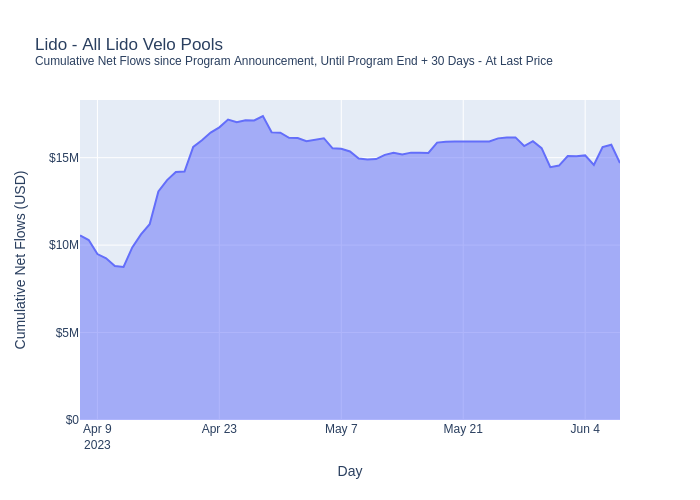 Lido - All Lido Velo Pools
Cumulative Net Flows since Program Announcement, Until Program End + 30 Days - At Last Price
Cumulative Net Flows (USD)
$15M
$10M
$5M
$0
Apr 9
2023
Apr 23
May 7
May 21
Jun 4
Day